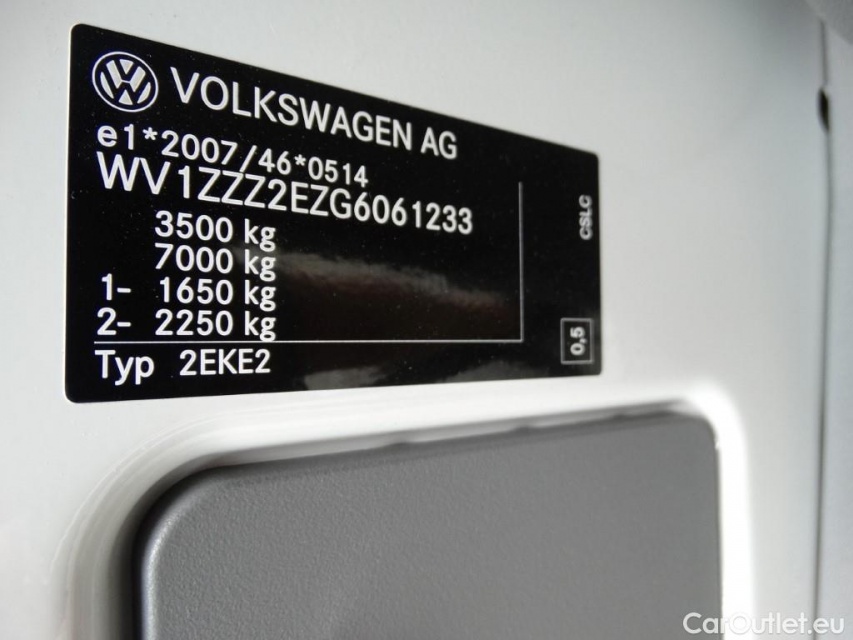 VOLKSWAGEN AG
e1*2007/46*0514
WV1ZZZ2EZG6061233
3500 kg
7000 kg
1- 1650 kg
2- 2250 kg
Typ 2EKE2
CSLC
0,5
CarOutlet.eu